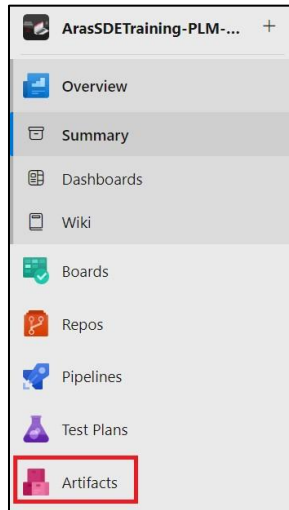 ArasSDETraining-PLM-... +
Overview
Summary
Dashboards
Wiki
Boards
Repos
Pipelines
Test Plans
Artifacts